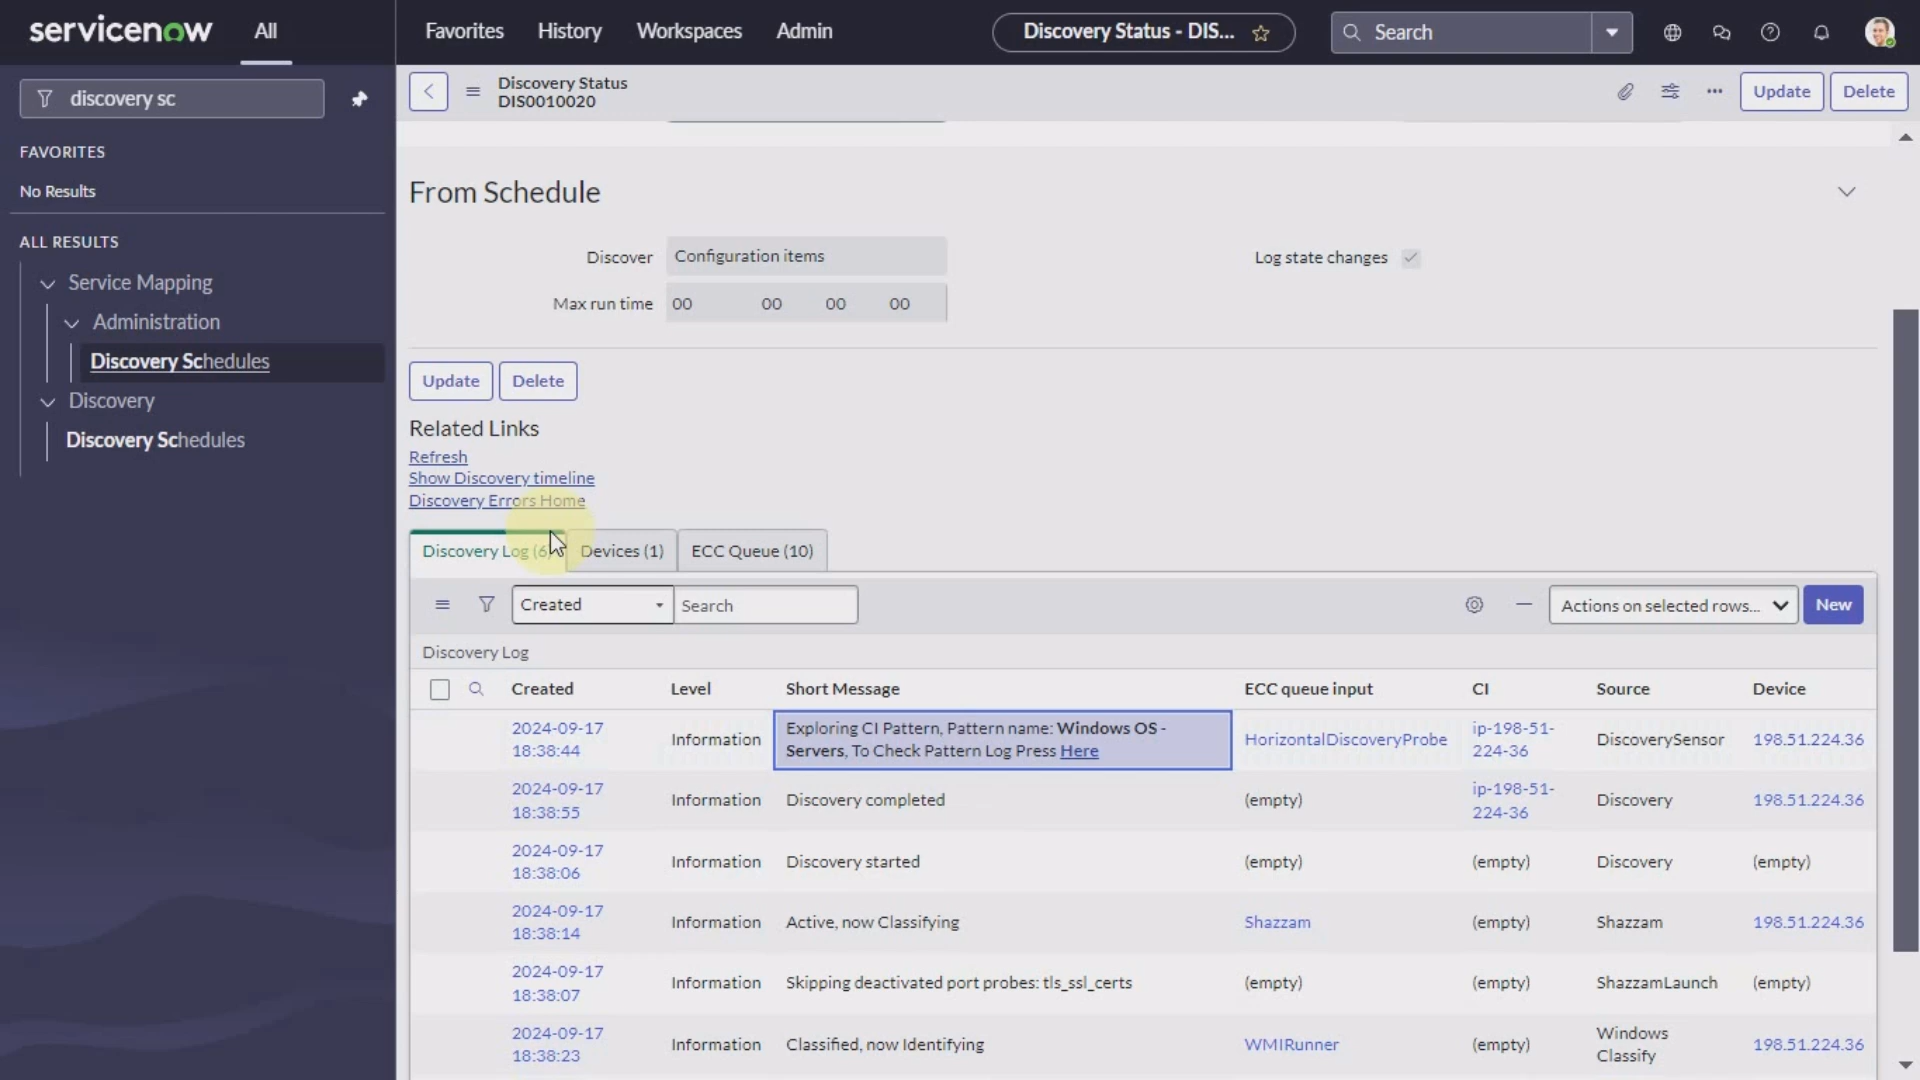 servicenow
All
Favorites
History
Workspaces
Admin
Discovery Status - DIS...
Search
discovery sc
Discovery Status
DIS0010020
Update
Delete
FAVORITES
No Results
ALL RESULTS
Service Mapping
Administration
Discovery Schedules
Discovery
Discovery Schedules
From Schedule
Discover
Configuration items
Log state changes
Max run time
00 00 00 00
Update
Delete
Related Links
Refresh
Show Discovery timeline
Discovery Errors Home
Discovery Log (6)
Devices (1)
ECC Queue (10)
Created
Search
Actions on selected rows...
New
Discovery Log
Created Level Short Message ECC queue input CI Source Device
2024-09-17
18:38:44
Information
Exploring CI Pattern, Pattern name: Windows OS -
Servers, To Check Pattern Log Press Here
HorizontalDiscoveryProbe
ip-198-51-
224-36
DiscoverySensor
198.51.224.36
2024-09-17
18:38:55
Information
Discovery completed
(empty)
ip-198-51-
224-36
Discovery
198.51.224.36
2024-09-17
18:38:06
Information
Discovery started
(empty)
(empty)
Discovery
(empty)
2024-09-17
18:38:14
Information
Active, now Classifying
Shazzam
(empty)
Shazzam
198.51.224.36
2024-09-17
18:38:07
Information
Skipping deactivated port probes: tls_ssl_certs
(empty)
(empty)
ShazzamLaunch
(empty)
2024-09-17
18:38:23
Information
Classified, now Identifying
WMIRunner
(empty)
Windows
Classify
198.51.224.36